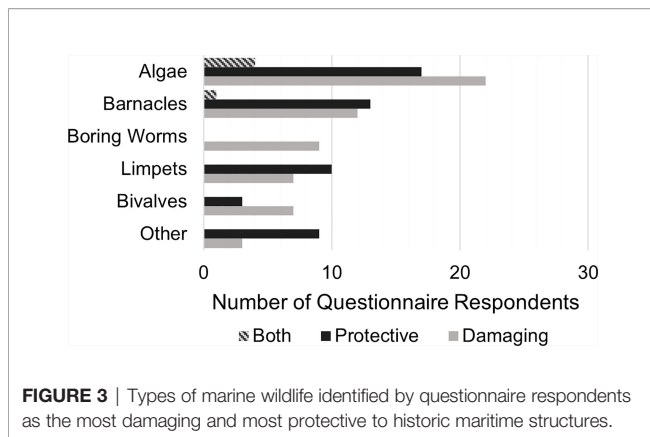 Algae
Barnacles
Boring Worms
Limpets
Bivalves
Other
0 10 20 30
Number of Questionnaire Respondents
Both Protective Damaging
FIGURE 3 | Types of marine wildlife identified by questionnaire respondents
as the most damaging and most protective to historic maritime structures.